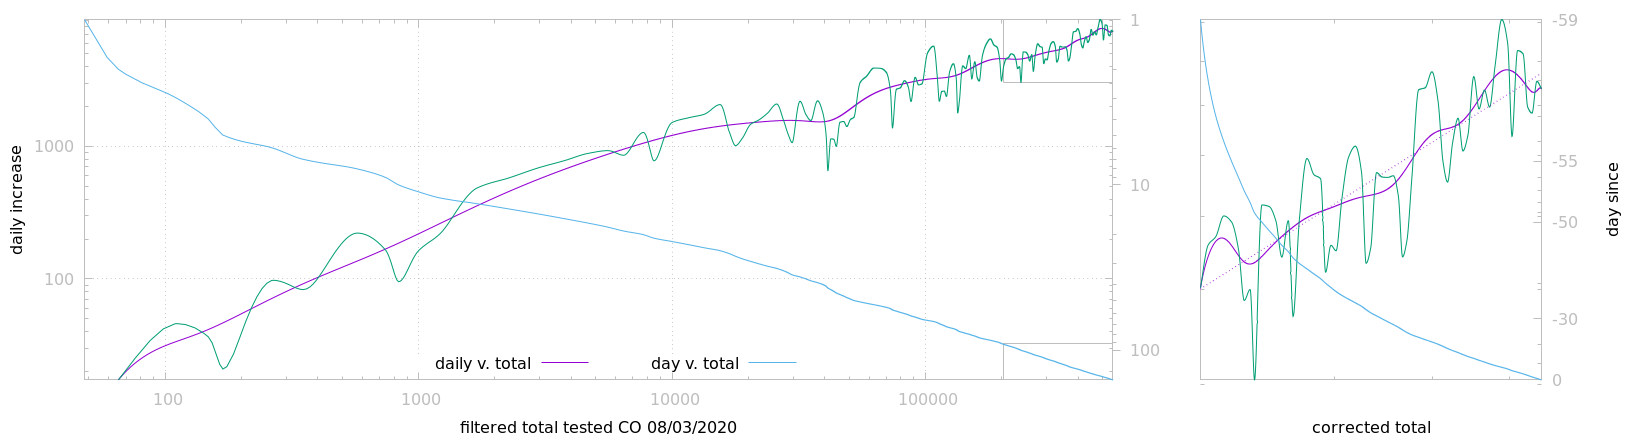 1
-59
1000
-55
daily increase
10
day since
-50
100
-30
daily v. total
day v. total
100
0
100
1000
10000
100000
filtered total tested CO 08/03/2020
corrected total